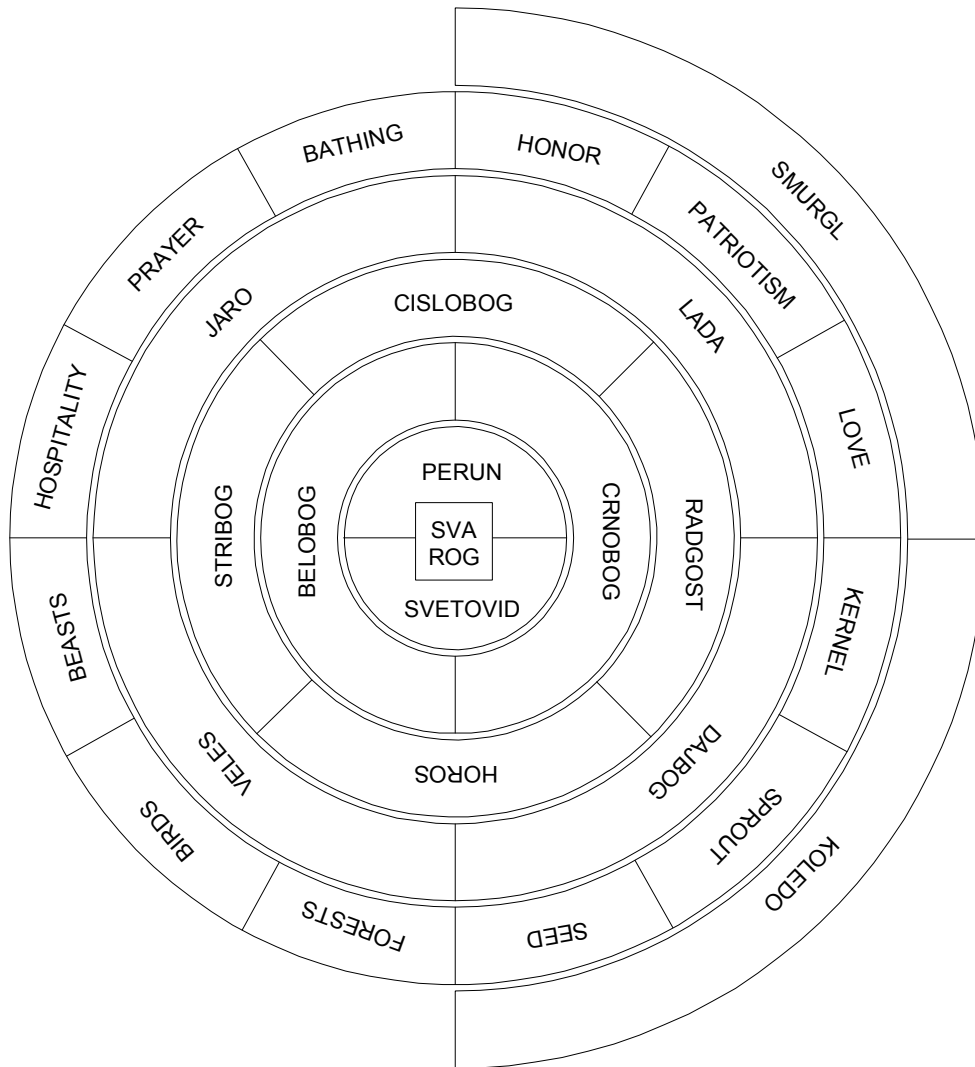 BATHING
HONOR
PRAYER
PATRIOTISM
SMURGL
JARO
CISLOBOG
LADA
HOSPITALITY
LOVE
PERUN
STRIBOG
BELOBOG
SVA
ROG
CRNOBOG
RADGOST
SVETOVID
BEASTS
KERNEL
VELES
HOROS
DAJBOG
BIRDS
SPROUT
KOLEDO
FORESTS
SEED